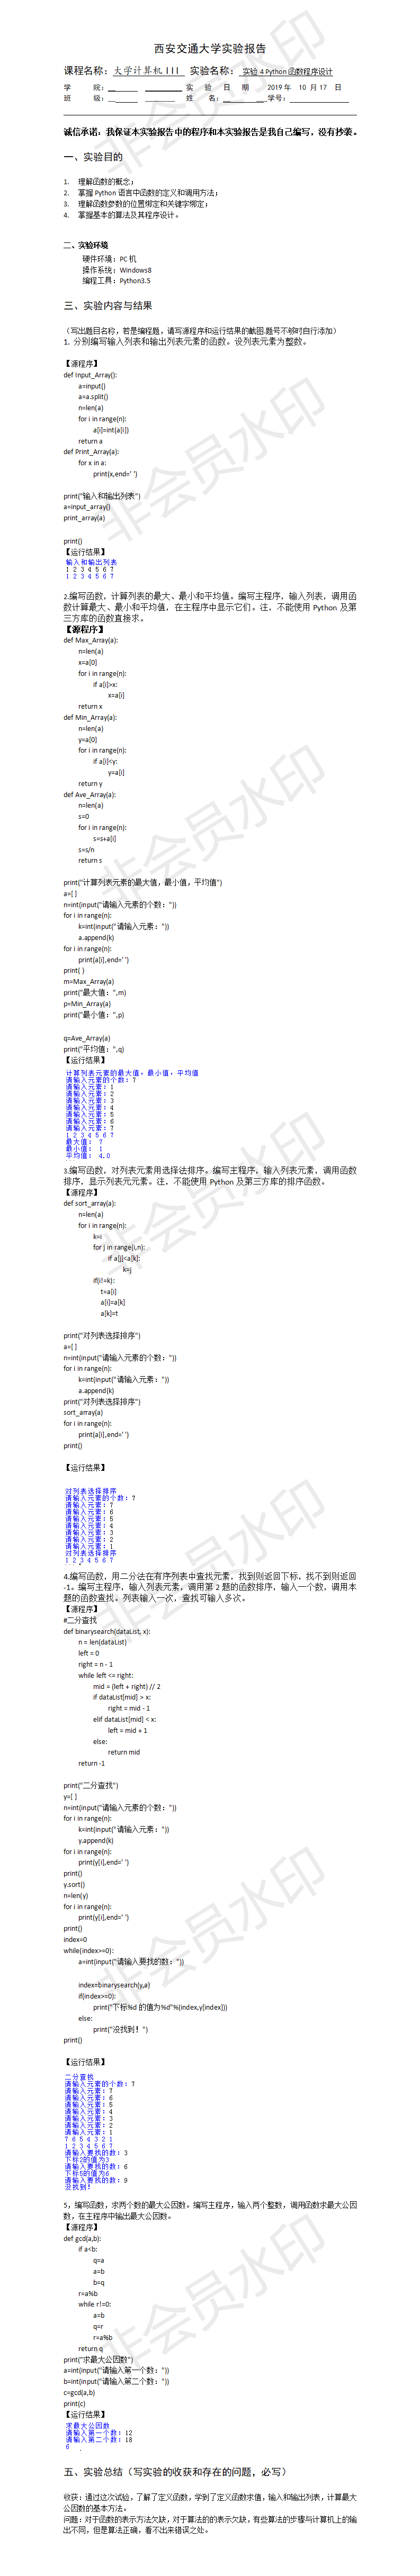 西安交通大学实验报告
课程名称：大学计算机 III 实验名称：实验 4 Python 函数程序设计
学 院： 实 验 日 期 2019 年 10 月 17 日
班 级： 姓 名： 学号：
诚信承诺：我保证本实验报告中的程序和本实验报告是我自己编写，没有抄袭。
一、实验目的
1. 理解函数的概念；
2. 掌握 Python 语言中函数的定义和调用方法；
3. 理解函数参数的位置绑定和关键字绑定；
4. 掌握基本的算法及其程序设计。
二、实验环境
硬件环境：PC 机
操作系统：Windows8
编程工具：Python3.5
三、实验内容与结果
（写出题目名称，若是编程题，请写源程序和运行结果的截图.题号不够时自行添加）
1. 分别编写输入列表和输出列表元素的函数。设列表元素为整数。
【源程序】
def Input_Array():
a=input()
a=a.split()
n=len(a)
for i in range(n):
a[i]=int(a[i])
return a
def Print_Array(a):
for x in a:
print(x,end=' ')
print("输入和输出列表")
a=input_array()
print_array(a)
print()
【运行结果】
输入和输出列表
1 2 3 4 5 6 7
1 2 3 4 5 6 7
2.编写函数，计算列表的最大、最小和平均值。编写主程序，输入列表，调用函
数计算最大、最小和平均值，在主程序中显示它们。往，不能使用 Python 及第
三方库的函数直接求。
【源程序】
def Max_Array(a):
n=len(a)
x=a[0]
for i in range(n):
if a[i]>x:
x=a[i]
return x
def Min_Array(a):
n=len(a)
y=a[0]
for i in range(n):
if a[i]<y:
y=a[i]
return y
def Ave_Array(a):
n=len(a)
s=0
for i in range(n):
s=s+a[i]
s=s/n
return s
print("计算列表元素的最大值，最小值，平均值")
a=[ ]
n=int(input("请输入元素的个数："))
for i in range(n):
k=int(input("请输入元素："))
a.append(k)
for i in range(n):
print(a[i],end=' ')
print( )
m=Max_Array(a)
print("最大值：",m)
p=Min_Array(a)
print("最小值：",p)
q=Ave_Array(a)
print("平均值：",q)
【运行结果】
计算列表元素的最大值，最小值，平均值
请输入元素的个数：7
请输入元素：1
请输入元素：2
请输入元素：3
请输入元素：4
请输入元素：5
请输入元素：6
请输入元素：7
1 2 3 4 5 6 7
最大值： 7
最小值： 1
平均值： 4.0
3.编写函数，对列表元素用选择法排序。编写主程序，输入列表元素，调用函数
排序，显示列表元素。往，不能使用 Python 及第三方库的排序函数。
【源程序】
def sort_array(a):
n=len(a)
for i in range(n):
k=i
for j in range(i,n):
if a[j]<a[k]:
k=j
if(i!=k):
t=a[i]
a[i]=a[k]
a[k]=t
print("对列表选择排序")
a=[ ]
n=int(input("请输入元素的个数："))
for i in range(n):
k=int(input("请输入元素："))
a.append(k)
print("对列表选择排序")
sort_array(a)
for i in range(n):
print(a[i],end=' ')
print()
【运行结果】
对列表选择排序
请输入元素的个数：7
请输入元素：7
请输入元素：6
请输入元素：5
请输入元素：4
请输入元素：3
请输入元素：2
请输入元素：1
对列表选择排序
1 2 3 4 5 6 7
4.编写函数，用二分法在有序列表中查找元素，找到则返回下标，找不到则返回
-1。编写主程序，输入列表元素，调用第 2 题的函数排序，输入一个数，调用本
题的函数查找。列表输入一次，查找可输入多次。
【源程序】
#二分查找
def binarysearch(dataList, x):
n = len(dataList)
left = 0
right = n - 1
while left <= right:
mid = (left + right) // 2
if dataList[mid] > x:
right = mid - 1
elif dataList[mid] < x:
left = mid + 1
else:
return mid
return -1
print("二分查找")
y=[ ]
n=int(input("请输入元素的个数："))
for i in range(n):
k=int(input("请输入元素："))
y.append(k)
for i in range(n):
print(y[i],end=' ')
print()
y.sort()
n=len(y)
for i in range(n):
print(y[i],end=' ')
print()
index=0
while(index>=0):
a=int(input("请输入要找的数："))
index=binarysearch(y,a)
if(index>=0):
print("下标%d 的值为%d"%(index,y[index]))
else:
print("没找到！")
print()
【运行结果】
二分查找
请输入元素的个数：7
请输入元素：7
请输入元素：6
请输入元素：5
请输入元素：4
请输入元素：3
请输入元素：2
请输入元素：1
7 6 5 4 3 2 1
1 2 3 4 5 6 7
请输入要找的数：3
下标2的值为3
请输入要找的数：6
下标5的值为6
请输入要找的数：9
没找到！
5，编写函数，求两个数的最大公因数。编写主程序，输入两个整数，调用函数求最大公因
数，在主程序中输出最大公因数。
【源程序】
def gcd(a,b):
if a<b:
q=a
a=b
b=q
r=a%b
while r!=0:
a=b
q=r
r=a%b
return q
print("求最大公因数")
a=int(input("请输入第一个数："))
b=int(input("请输入第二个数："))
c=gcd(a,b)
print(c)
【运行结果】
求最大公因数
请输入第一个数：12
请输入第二个数：18
6
五、实验总结（写实验的收获和存在的问题，必写）
收获：通过这次试验，了解了定义函数，学到了定义函数求值，输入和输出列表，计算最大
公因数的基本方法。
问题：对于函数的表示方法欠缺，对于算法的的表示欠缺，有些算法的步骤与计算机上的输
出不同，但是算法正确，看不出来错误之处。
非会员水印
非会员水印
非会员水印
非会员水印
非会员水印
非会员水印
非会员水印